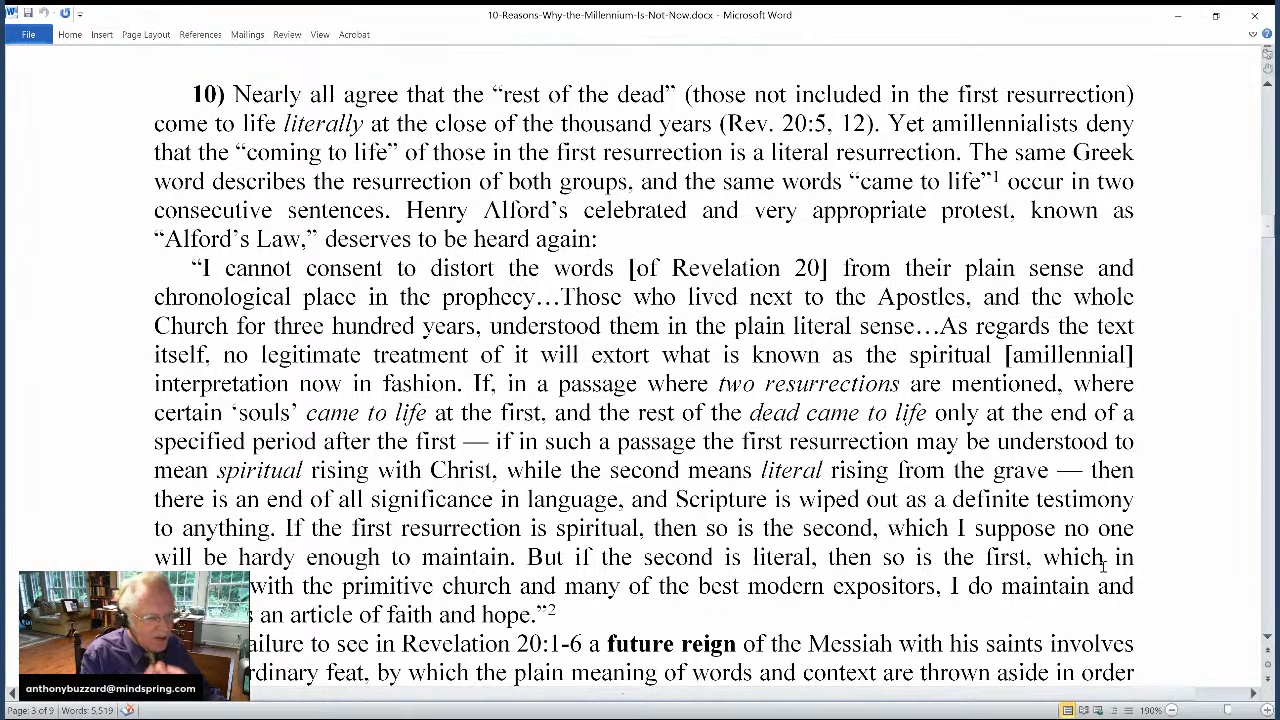 10-Reasons-Why-the-Millennium-Is-Not-Now.docx - Microsoft Word
File Home Insert Page Layout References Mailings Review View Acrobat
10) Nearly all agree that the “rest of the dead” (those not included in the first resurrection)
come to life literally at the close of the thousand years (Rev. 20:5, 12). Yet amillennialists deny
that the “coming to life” of those in the first resurrection is a literal resurrection. The same Greek
word describes the resurrection of both groups, and the same words “came to life”1 occur in two
consecutive sentences. Henry Alford’s celebrated and very appropriate protest, known as
“Alford’s Law,” deserves to be heard again:
“I cannot consent to distort the words [of Revelation 20] from their plain sense and
chronological place in the prophecy…Those who lived next to the Apostles, and the whole
Church for three hundred years, understood them in the plain literal sense…As regards the text
itself, no legitimate treatment of it will extort what is known as the spiritual [amillennial]
interpretation now in fashion. If, in a passage where two resurrections are mentioned, where
certain ‘souls’ came to life at the first, and the rest of the dead came to life only at the end of a
specified period after the first — if in such a passage the first resurrection may be understood to
mean spiritual rising with Christ, while the second means literal rising from the grave — then
there is an end of all significance in language, and Scripture is wiped out as a definite testimony
to anything. If the first resurrection is spiritual, then so is the second, which I suppose no one
will be hardy enough to maintain. But if the second is literal, then so is the first, which in
with the primitive church and many of the best modern expositors, I do maintain and
s an article of faith and hope.”2
ailure to see in Revelation 20:1-6 a future reign of the Messiah with his saints involves
rdinary feat, by which the plain meaning of words and context are thrown aside in order
anthonybuzzard@mindspring.com
Page: 3 of 9 Words: 5,519 190%